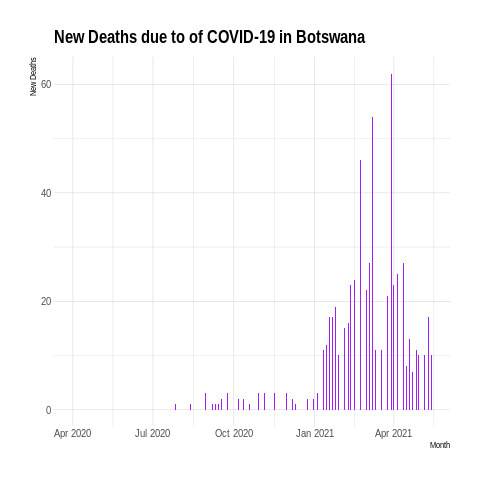 New Deaths due to of COVID-19 in Botswana
New Deaths
60
40
20
0
Apr 2020 Jul 2020 Oct 2020 Jan 2021 Apr 2021
Month